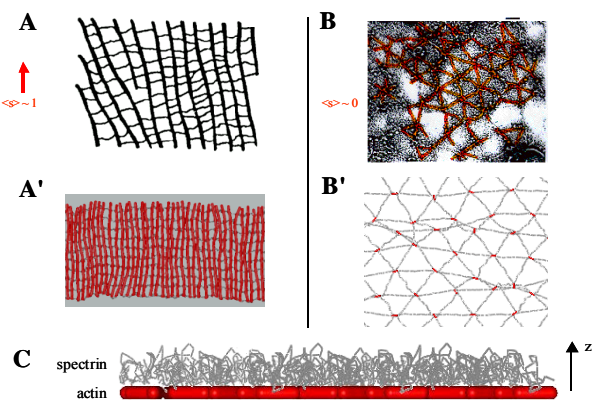 A
B
<s>~1
<s>~0
A'
B'
C
spectrin
actin
z